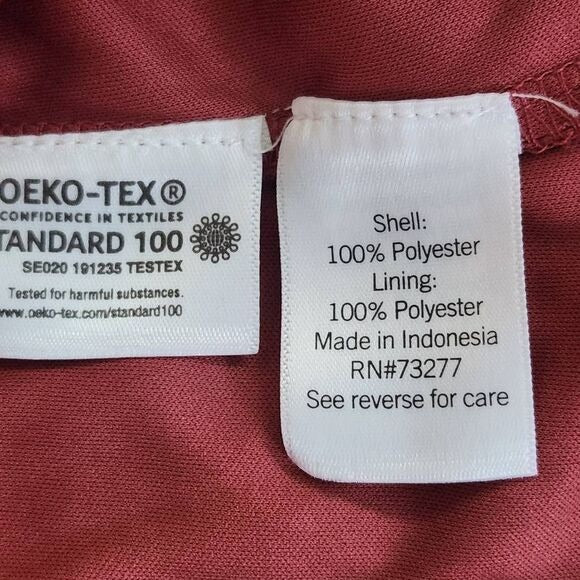 OEKO-TEX®
CONFIDENCE IN TEXTILES
STANDARD 100
SE020 191235 TESTEX
Tested for harmful substances.
www.oeko-tex.com/standard100
Shell:
100% Polyester
Lining:
100% Polyester
Made in Indonesia
RN#73277
See reverse for care